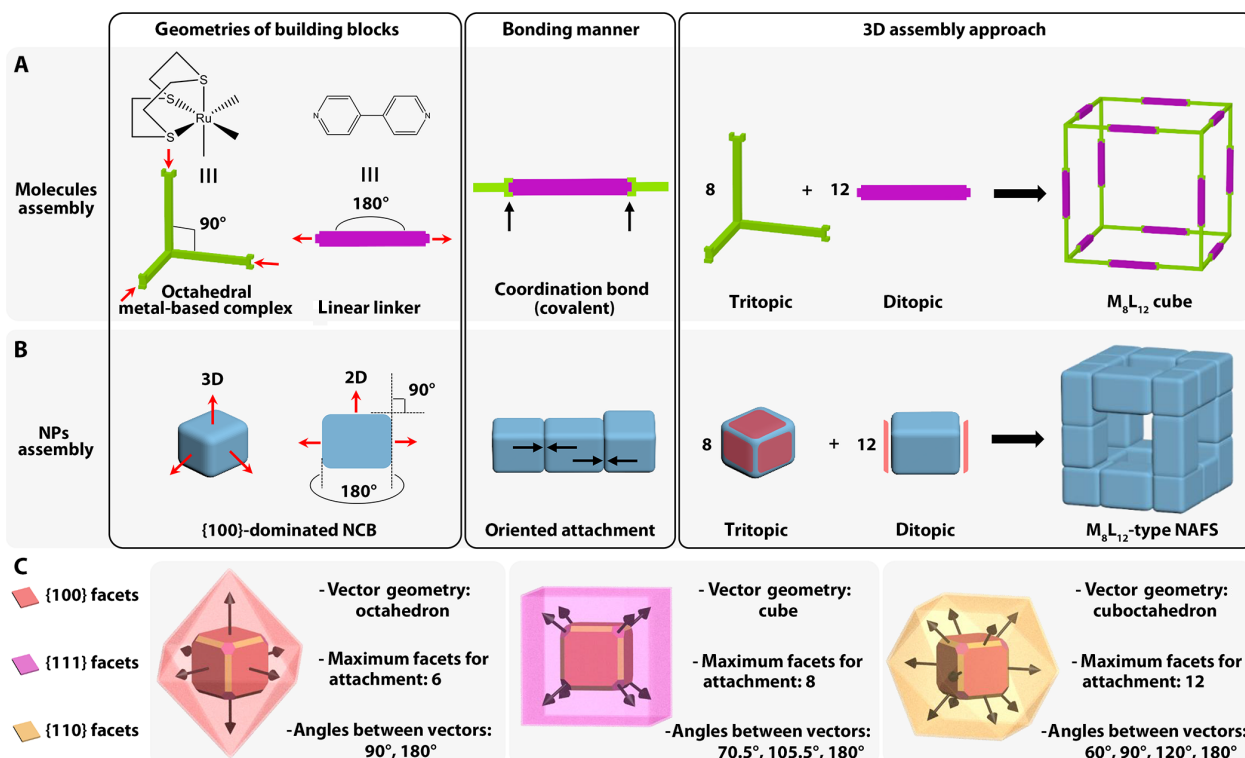 Geometries of building blocks
Bonding manner
3D assembly approach
A
Molecules
assembly
S
S
S
Ru
N
N
90°
180°
Octahedral
metal-based complex
Linear linker
Coordination bond
(covalent)
8
+
12
Tritopic
Ditopic
M₈L₁₂ cube
B
NPs
assembly
3D
2D
90°
180°
{100}-dominated NCB
Oriented attachment
8
+
12
Tritopic
Ditopic
M₈L₁₂-type NAFS
C
{100} facets
{111} facets
{110} facets
- Vector geometry:
octahedron
- Maximum facets for
attachment: 6
-Angles between vectors:
90°, 180°
- Vector geometry:
cube
- Maximum facets for
attachment: 8
-Angles between vectors:
70.5°, 105.5°, 180°
- Vector geometry:
cuboctahedron
- Maximum facets for
attachment: 12
-Angles between vectors:
60°, 90°, 120°, 180°